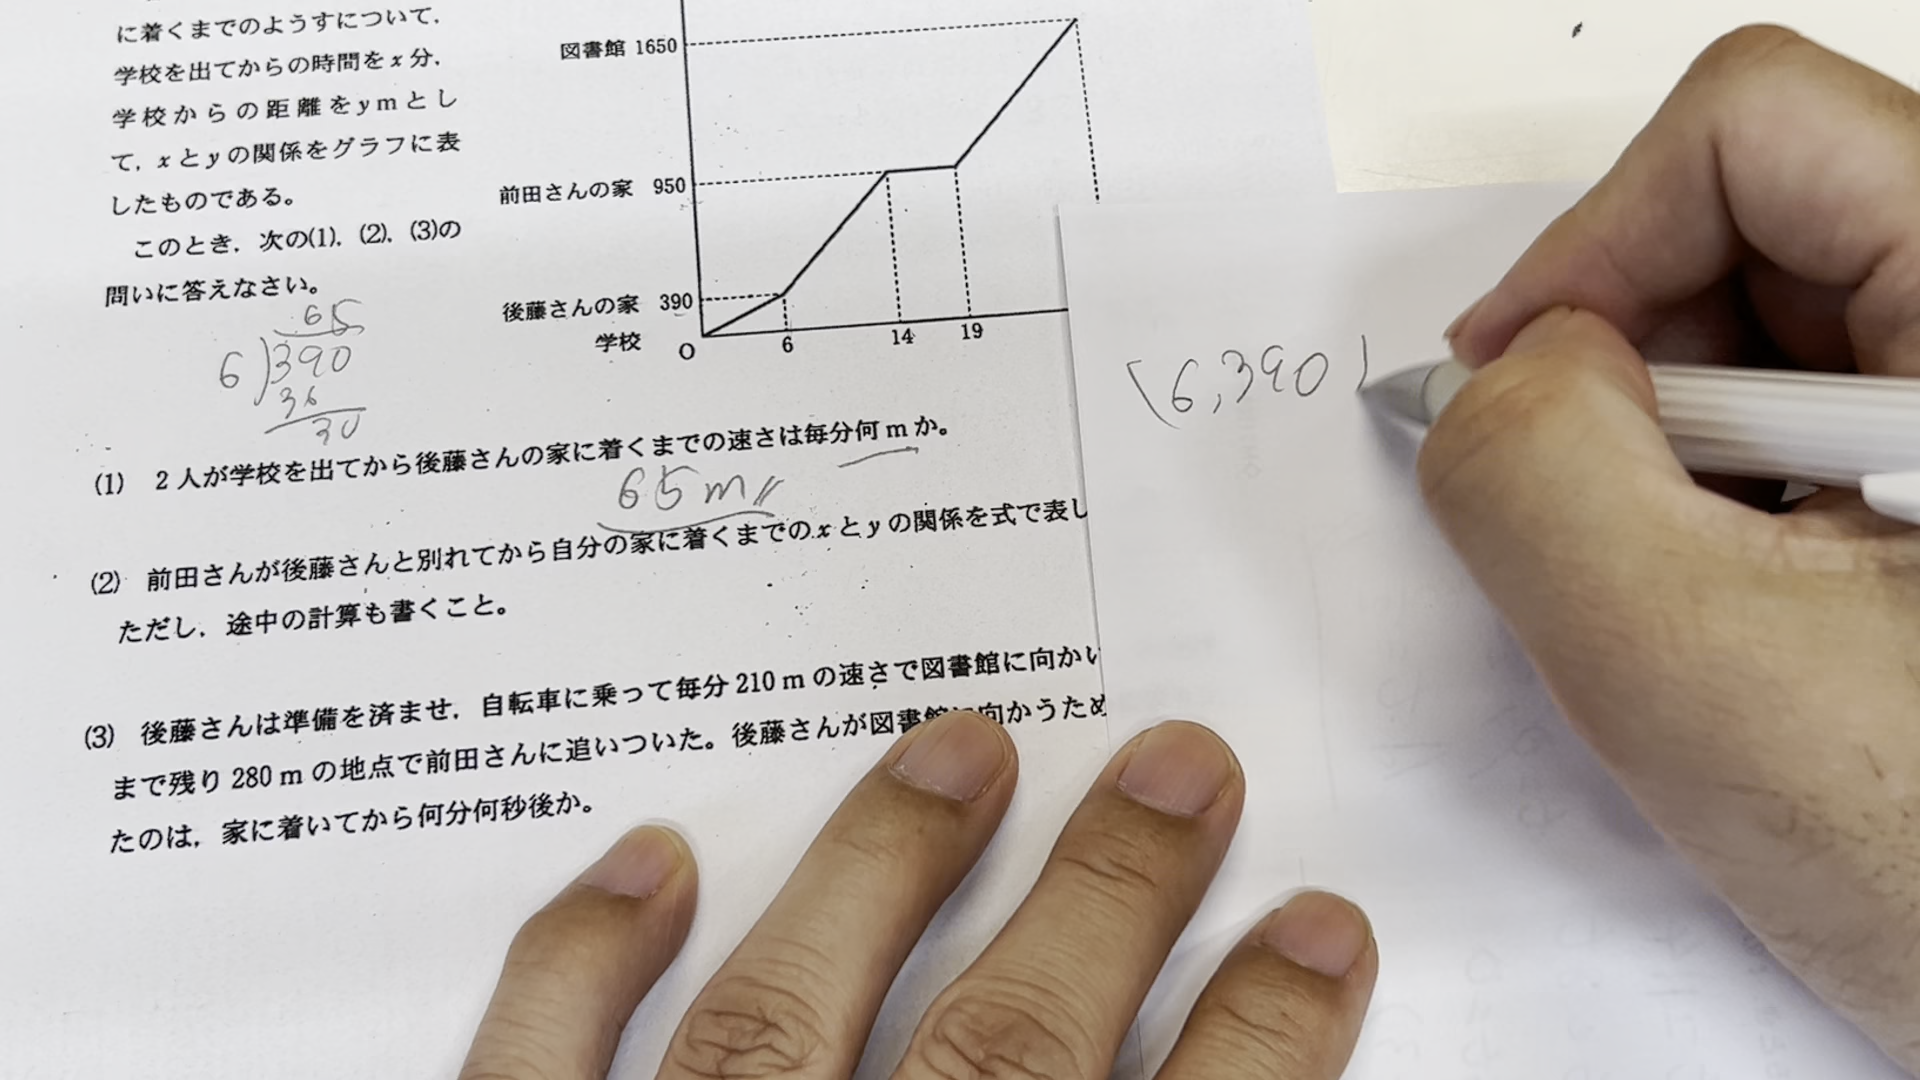 に着くまでのようすについて，
学校を出てからの時間をx分，
学校からの距離をymとし
て，xとyの関係をグラフに表
したものである。
このとき，次の(1)，(2)，(3)の
問いに答えなさい。
図書館 1650
前田さんの家 950
後藤さんの家 390
学校
O 6 14 19
65
6)390
36
30
(6,390)
(1) 2人が学校を出てから後藤さんの家に着くまでの速さは毎分何mか。
65m
(2) 前田さんが後藤さんと別れてから自分の家に着くまでのxとyの関係を式で表し
ただし，途中の計算も書くこと。
(3) 後藤さんは準備を済ませ，自転車に乗って毎分210mの速さで図書館に向かい
まで残り280mの地点で前田さんに追いついた。後藤さんが図書館に向かうため
たのは，家に着いてから何分何秒後か。